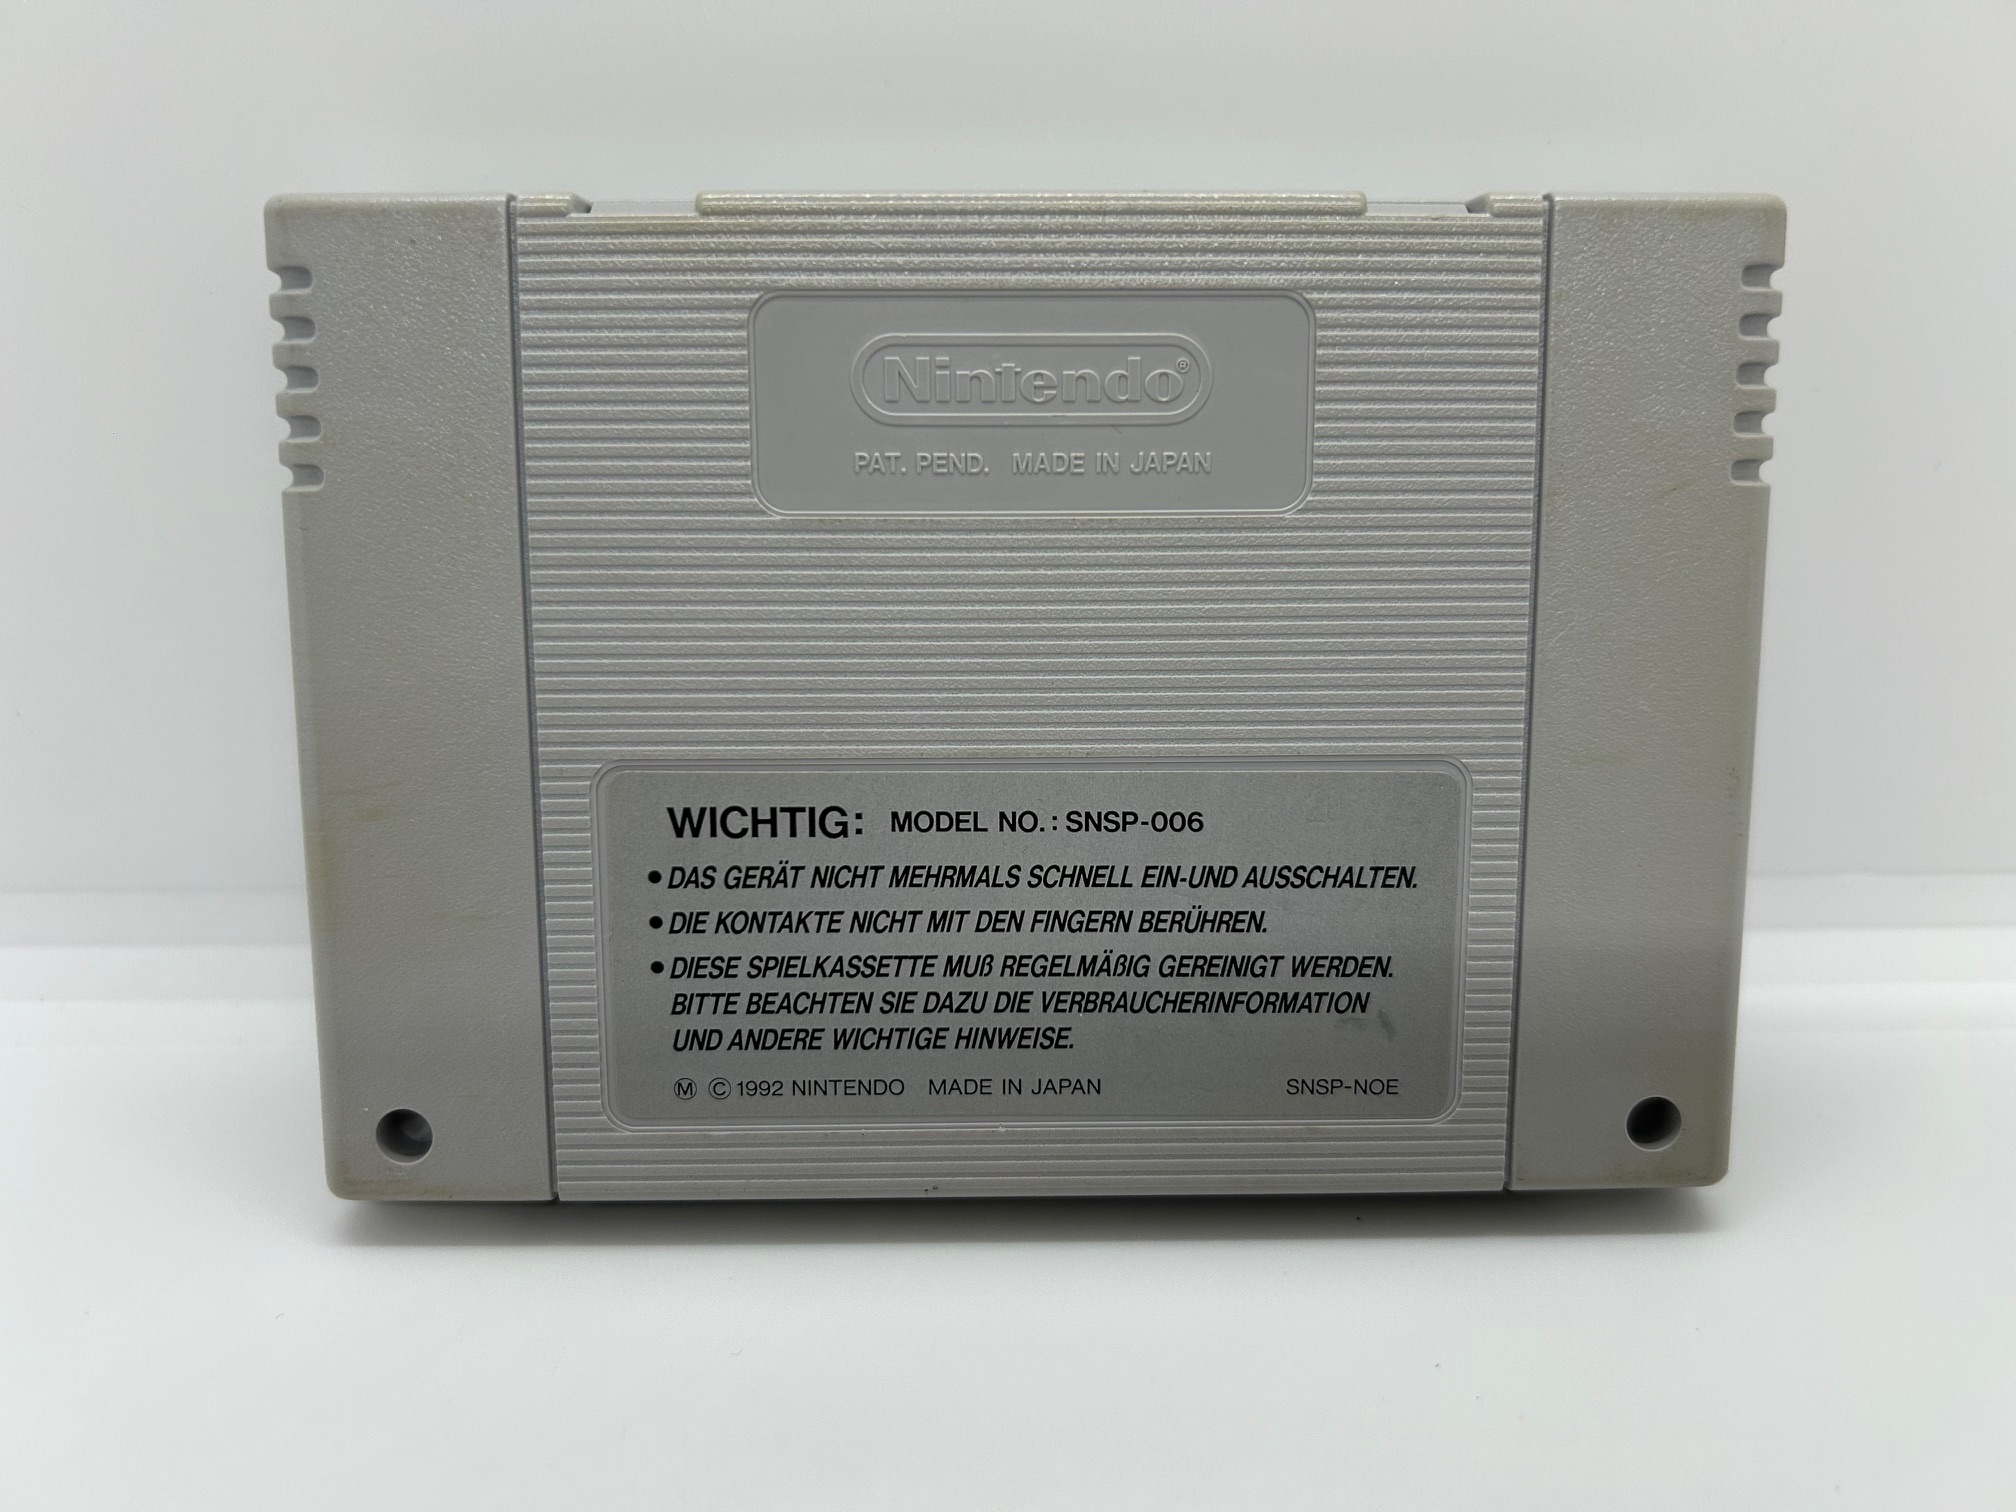 Nintendo®
PAT. PEND. MADE IN JAPAN
WICHTIG: MODEL NO.: SNSP-006
• DAS GERÄT NICHT MEHRMALS SCHNELL EIN-UND AUSSCHALTEN.
• DIE KONTAKTE NICHT MIT DEN FINGERN BERÜHREN.
• DIESE SPIELKASSETTE MUß REGELMÄßIG GEREINIGT WERDEN.
BITTE BEACHTEN SIE DAZU DIE VERBRAUCHERINFORMATION
UND ANDERE WICHTIGE HINWEISE.
Ⓜ © 1992 NINTENDO MADE IN JAPAN SNSP-NOE